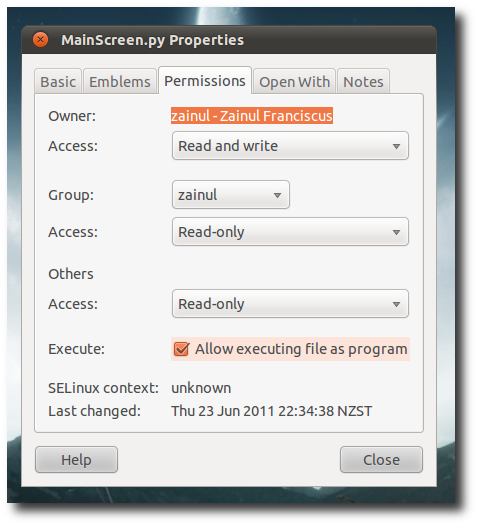 MainScreen.py Properties
Basic Emblems Permissions Open With Notes
Owner: zainul - Zainul Franciscus
Access: Read and write
Group: zainul
Access: Read-only
Others
Access: Read-only
Execute: Allow executing file as program
SELinux context: unknown
Last changed: Thu 23 Jun 2011 22:34:38 NZST
Help Close